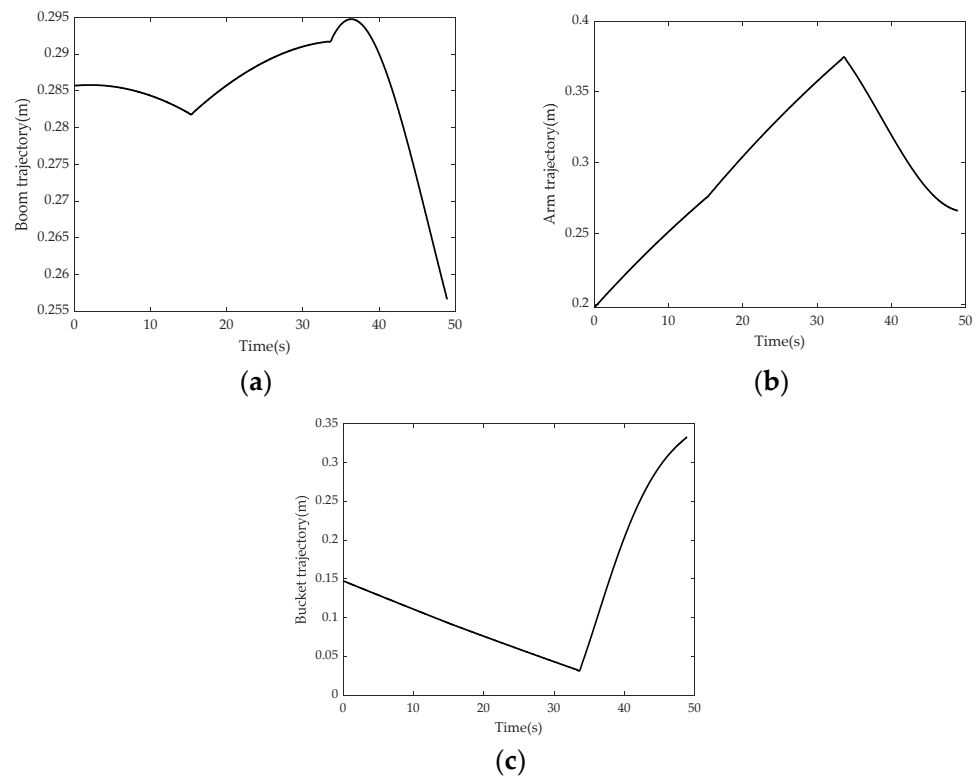 0.295
0.29
0.285
0.28
0.275
0.27
0.265
0.26
0.255
Boom trajectory(m)
0 10 20 30 40 50
Time(s)
(a)
0.4
0.35
0.3
0.25
0.2
Arm trajectory(m)
0 10 20 30 40 50
Time(s)
(b)
0.35
0.3
0.25
0.2
0.15
0.1
0.05
0
Bucket trajectory(m)
0 10 20 30 40 50
Time(s)
(c)